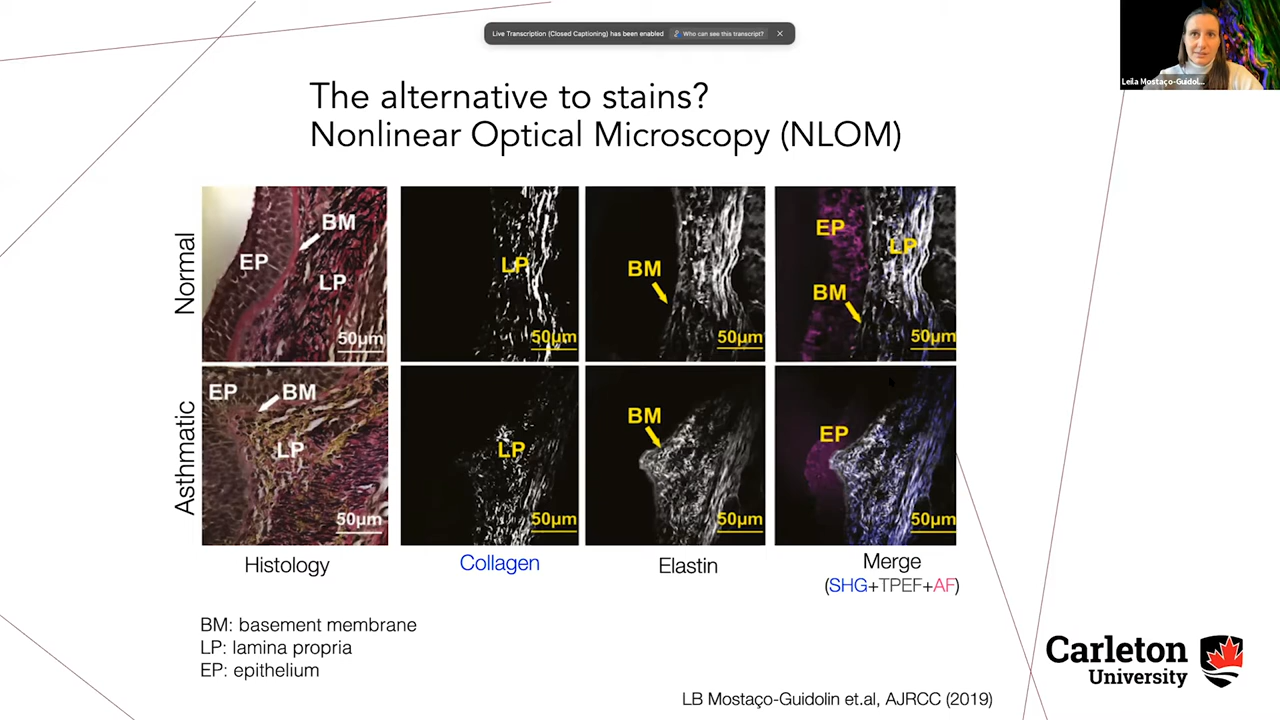 Live Transcription (Closed Captioning) has been enabled
Who can see this transcript?
Leila Mostaço-Guidol...
The alternative to stains?
Nonlinear Optical Microscopy (NLOM)
Normal
EP
BM
LP
50µm
LP
50µm
BM
50µm
EP
LP
BM
50µm
Asthmatic
EP
BM
LP
50µm
LP
50µm
BM
50µm
EP
50µm
Histology
Collagen
Elastin
Merge
(SHG+TPEF+AF)
BM: basement membrane
LP: lamina propria
EP: epithelium
Carleton
University
LB Mostaço-Guidolin et.al, AJRCC (2019)